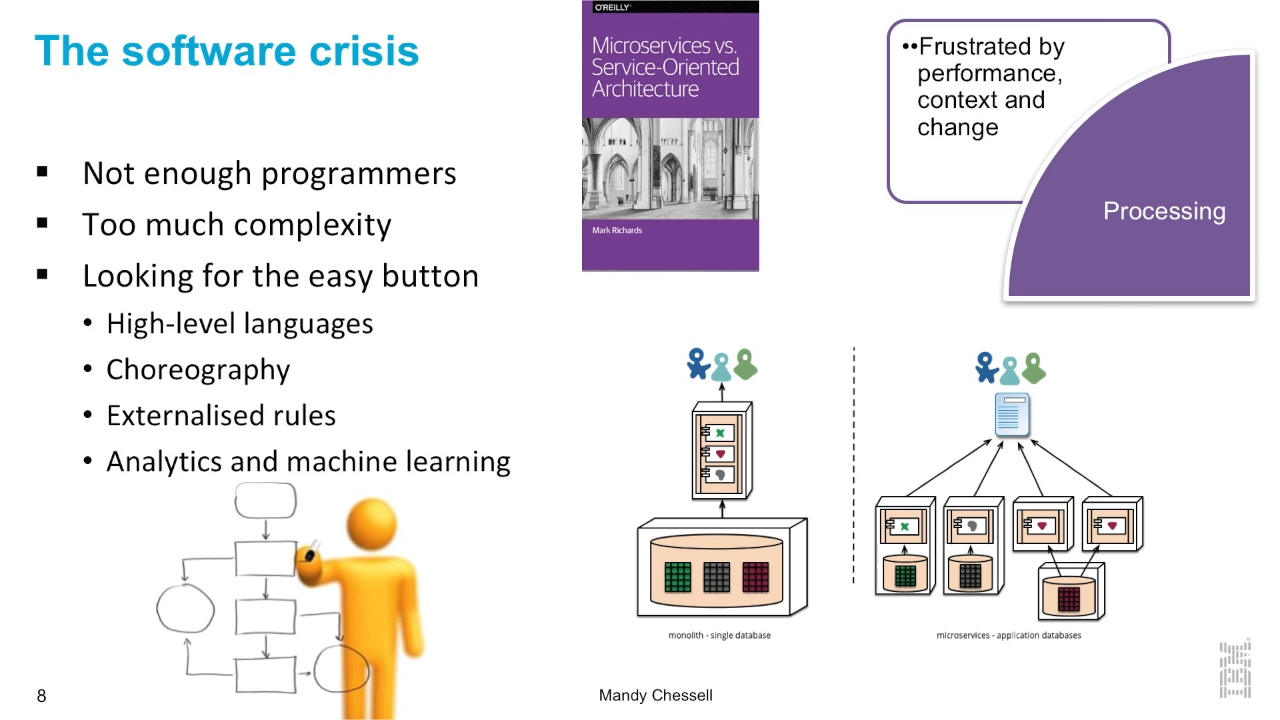 The software crisis
▪ Not enough programmers
▪ Too much complexity
▪ Looking for the easy button
• High-level languages
• Choreography
• Externalised rules
• Analytics and machine learning
O'REILLY®
Microservices vs.
Service-Oriented
Architecture
Mark Richards
••Frustrated by
performance,
context and
change
Processing
monolith - single database
microservices - application databases
8
Mandy Chessell
IBM®